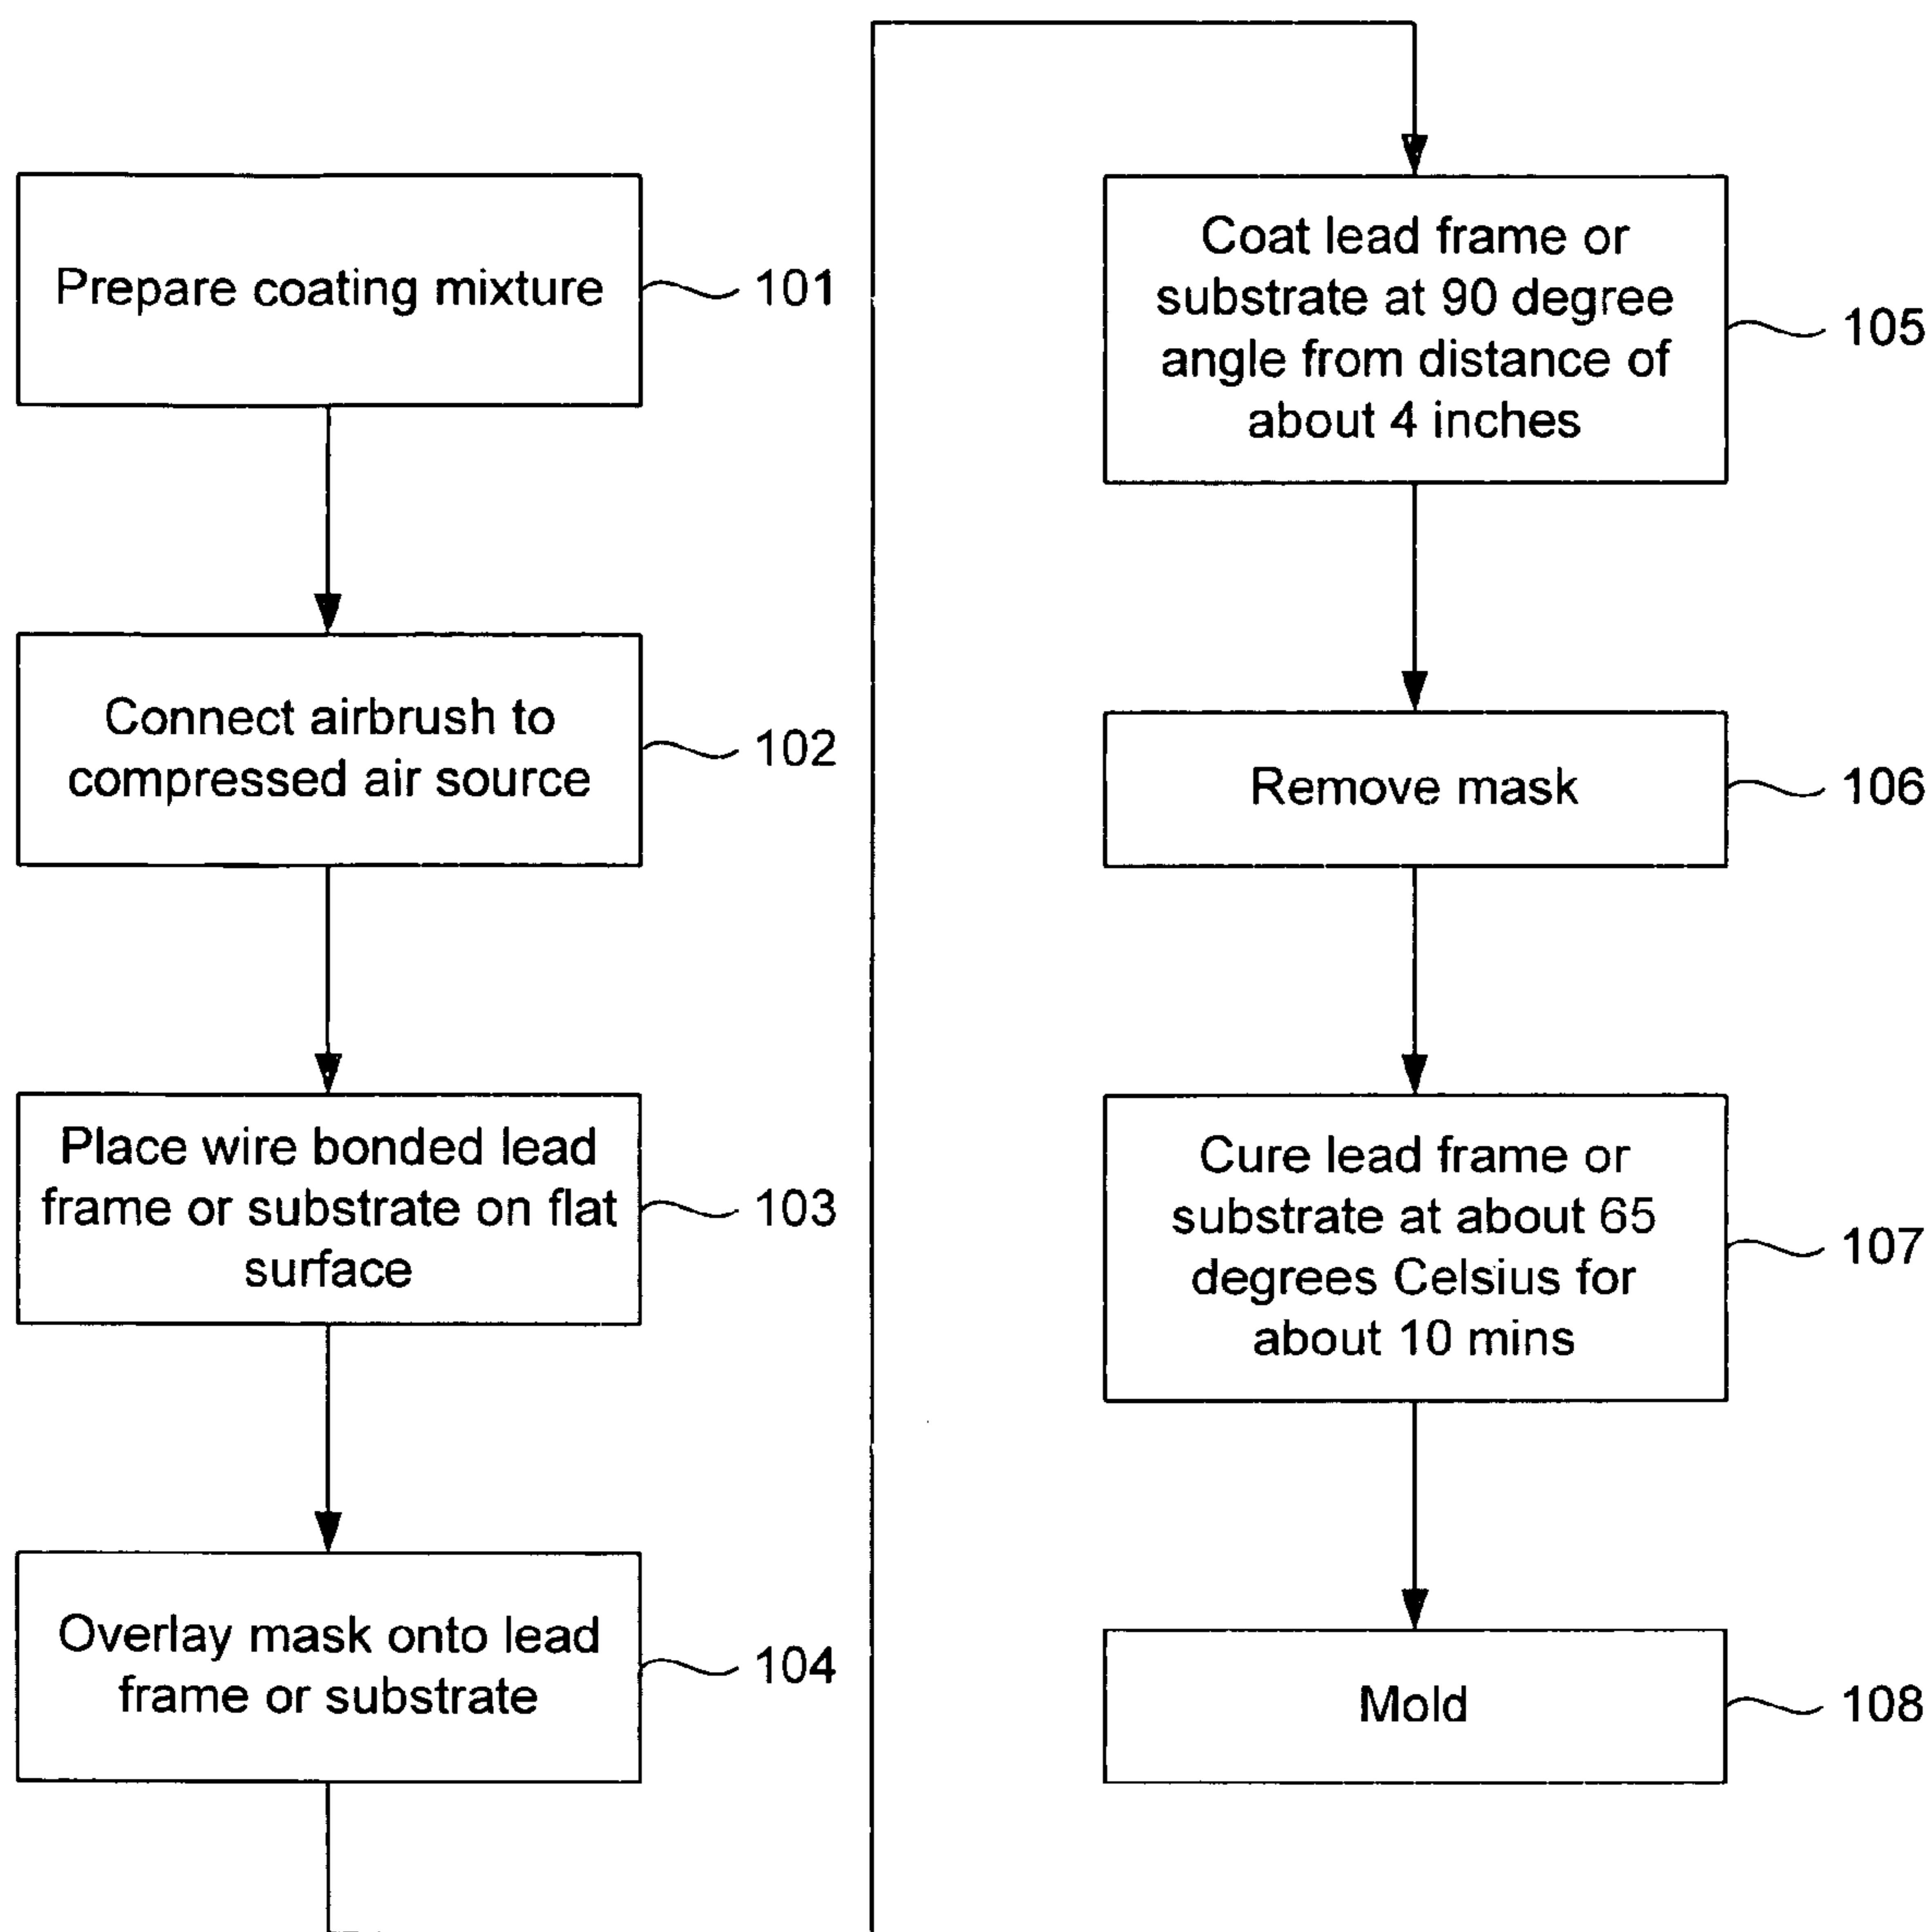 Prepare coating mixture
101
Connect airbrush to
compressed air source
102
Place wire bonded lead
frame or substrate on flat
surface
103
Overlay mask onto lead
frame or substrate
104
Coat lead frame or
substrate at 90 degree
angle from distance of
about 4 inches
105
Remove mask
106
Cure lead frame or
substrate at about 65
degrees Celsius for
about 10 mins
107
Mold
108